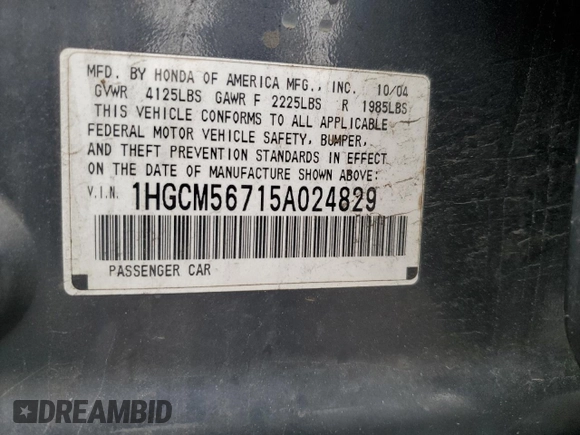 MFD. BY HONDA OF AMERICA MFG., INC. 10/04
GVWR 4125LBS GAWR F 2225LBS R 1985LBS
THIS VEHICLE CONFORMS TO ALL APPLICABLE
FEDERAL MOTOR VEHICLE SAFETY, BUMPER,
AND THEFT PREVENTION STANDARDS IN EFFECT
ON THE DATE OF MANUFACTURE SHOWN ABOVE:
V.I.N. 1HGCM56715A024829
PASSENGER CAR
DREAMBID